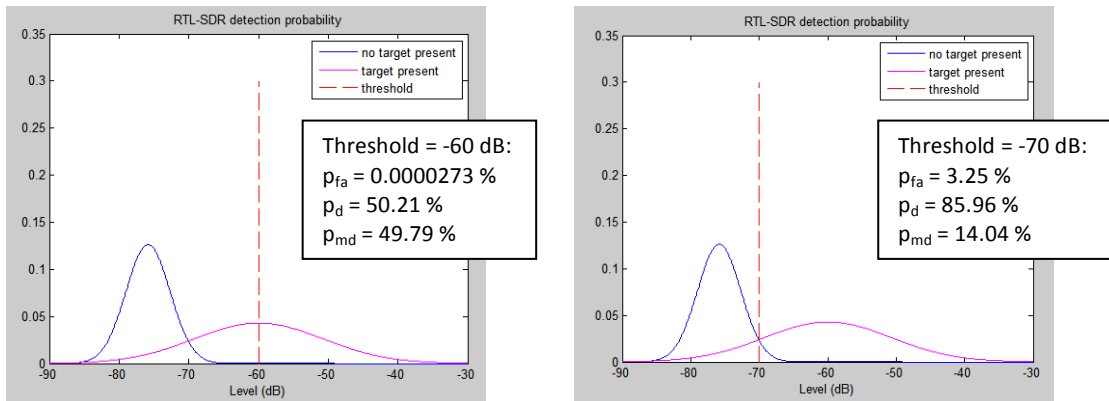 RTL-SDR detection probability
0.35
0.3
0.25
0.2
0.15
0.1
0.05
0
-90
-80
-70
-60
-50
-40
-30
Level (dB)
no target present
target present
threshold
Threshold = -60 dB:
pfa = 0.0000273 %
pd = 50.21 %
pmd = 49.79 %
RTL-SDR detection probability
0.35
0.3
0.25
0.2
0.15
0.1
0.05
0
-90
-80
-70
-60
-50
-40
-30
Level (dB)
no target present
target present
threshold
Threshold = -70 dB:
pfa = 3.25 %
pd = 85.96 %
pmd = 14.04 %